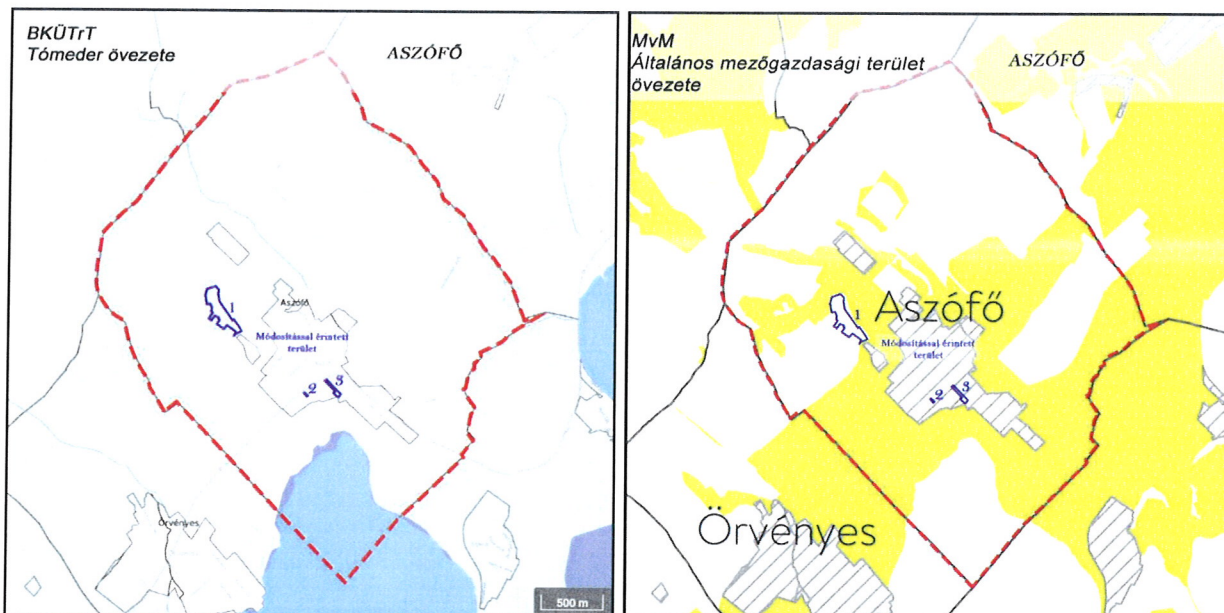 BKÜTrT
Tómeder övezete
ASZÓFŐ
1
Aszófő
Módosítással érintett
terület
2 3
Örvényes
500 m
MvM
Általános mezőgazdasági terület
övezete
ASZÓFŐ
1
Aszófő
Módosítással érintett
terület
2 3
Örvényes